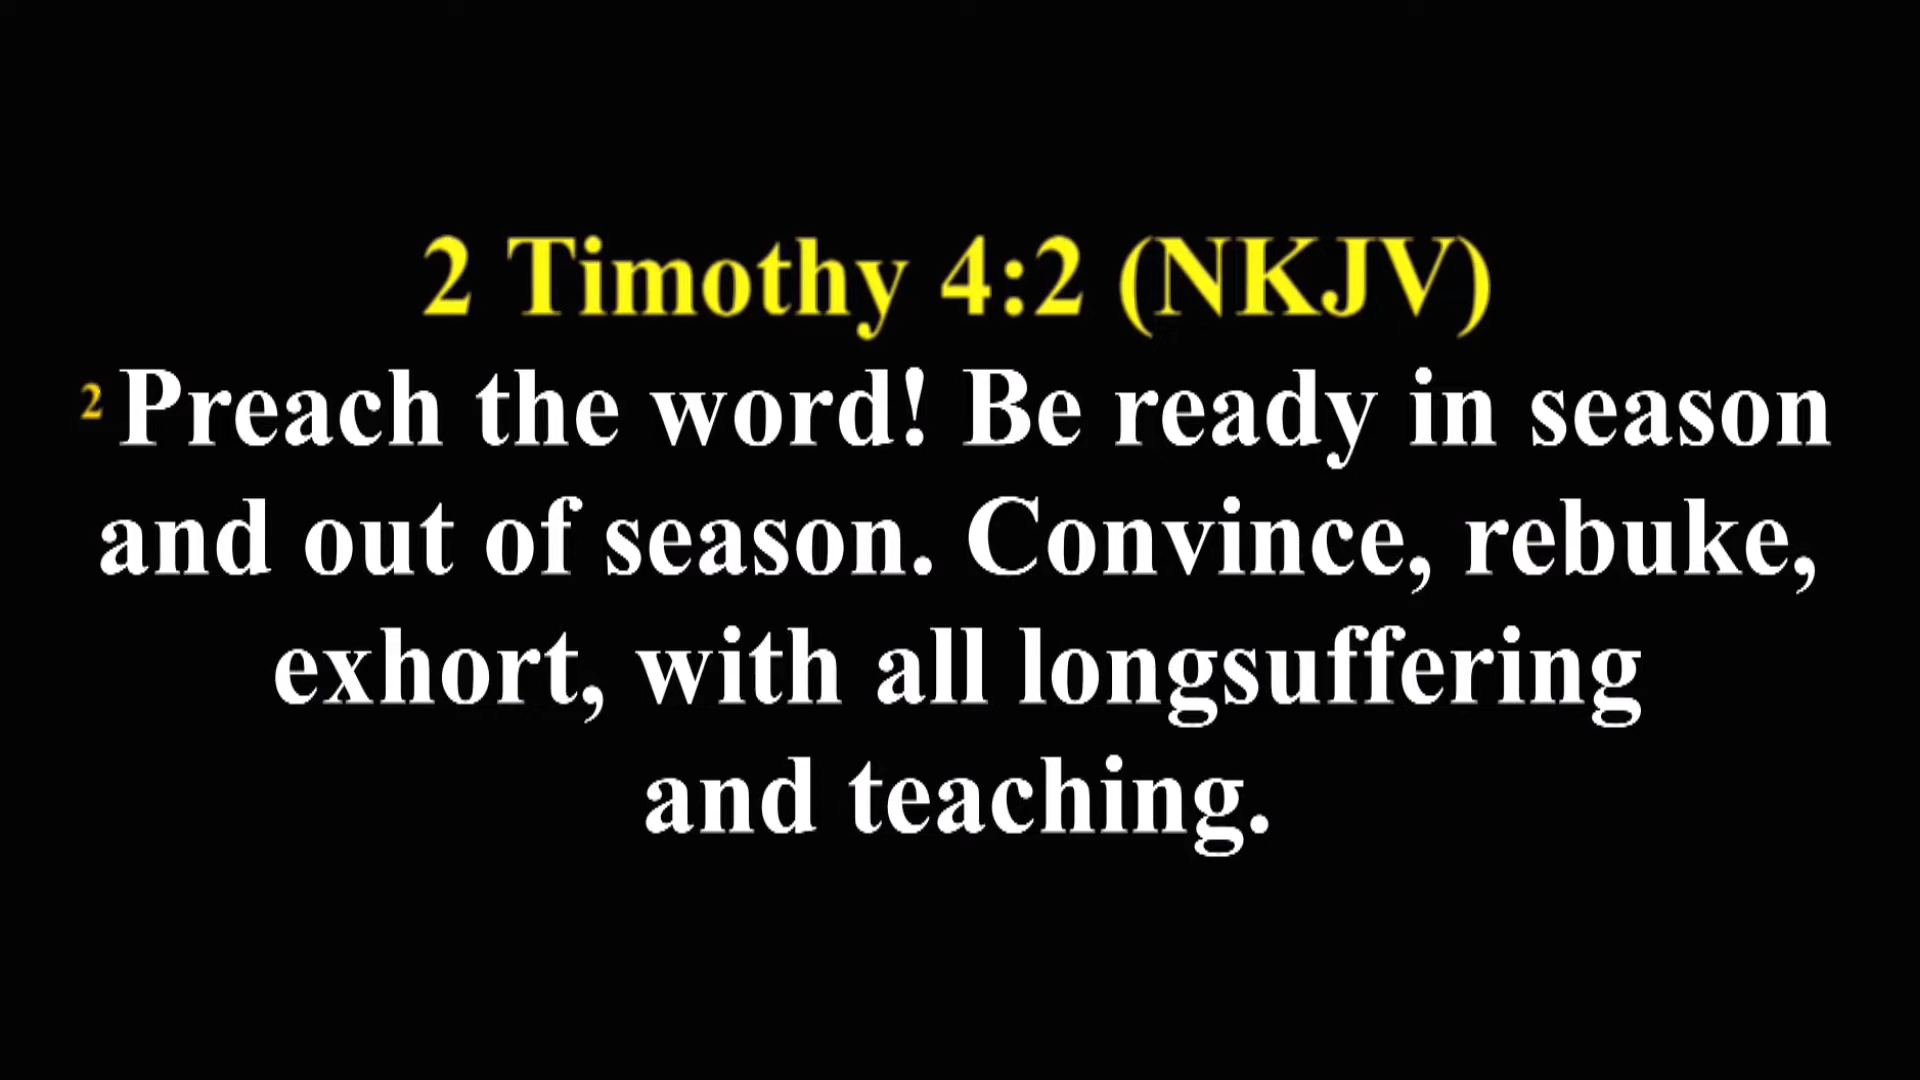 2 Timothy 4:2 (NKJV)
2 Preach the word! Be ready in season
and out of season. Convince, rebuke,
exhort, with all longsuffering
and teaching.